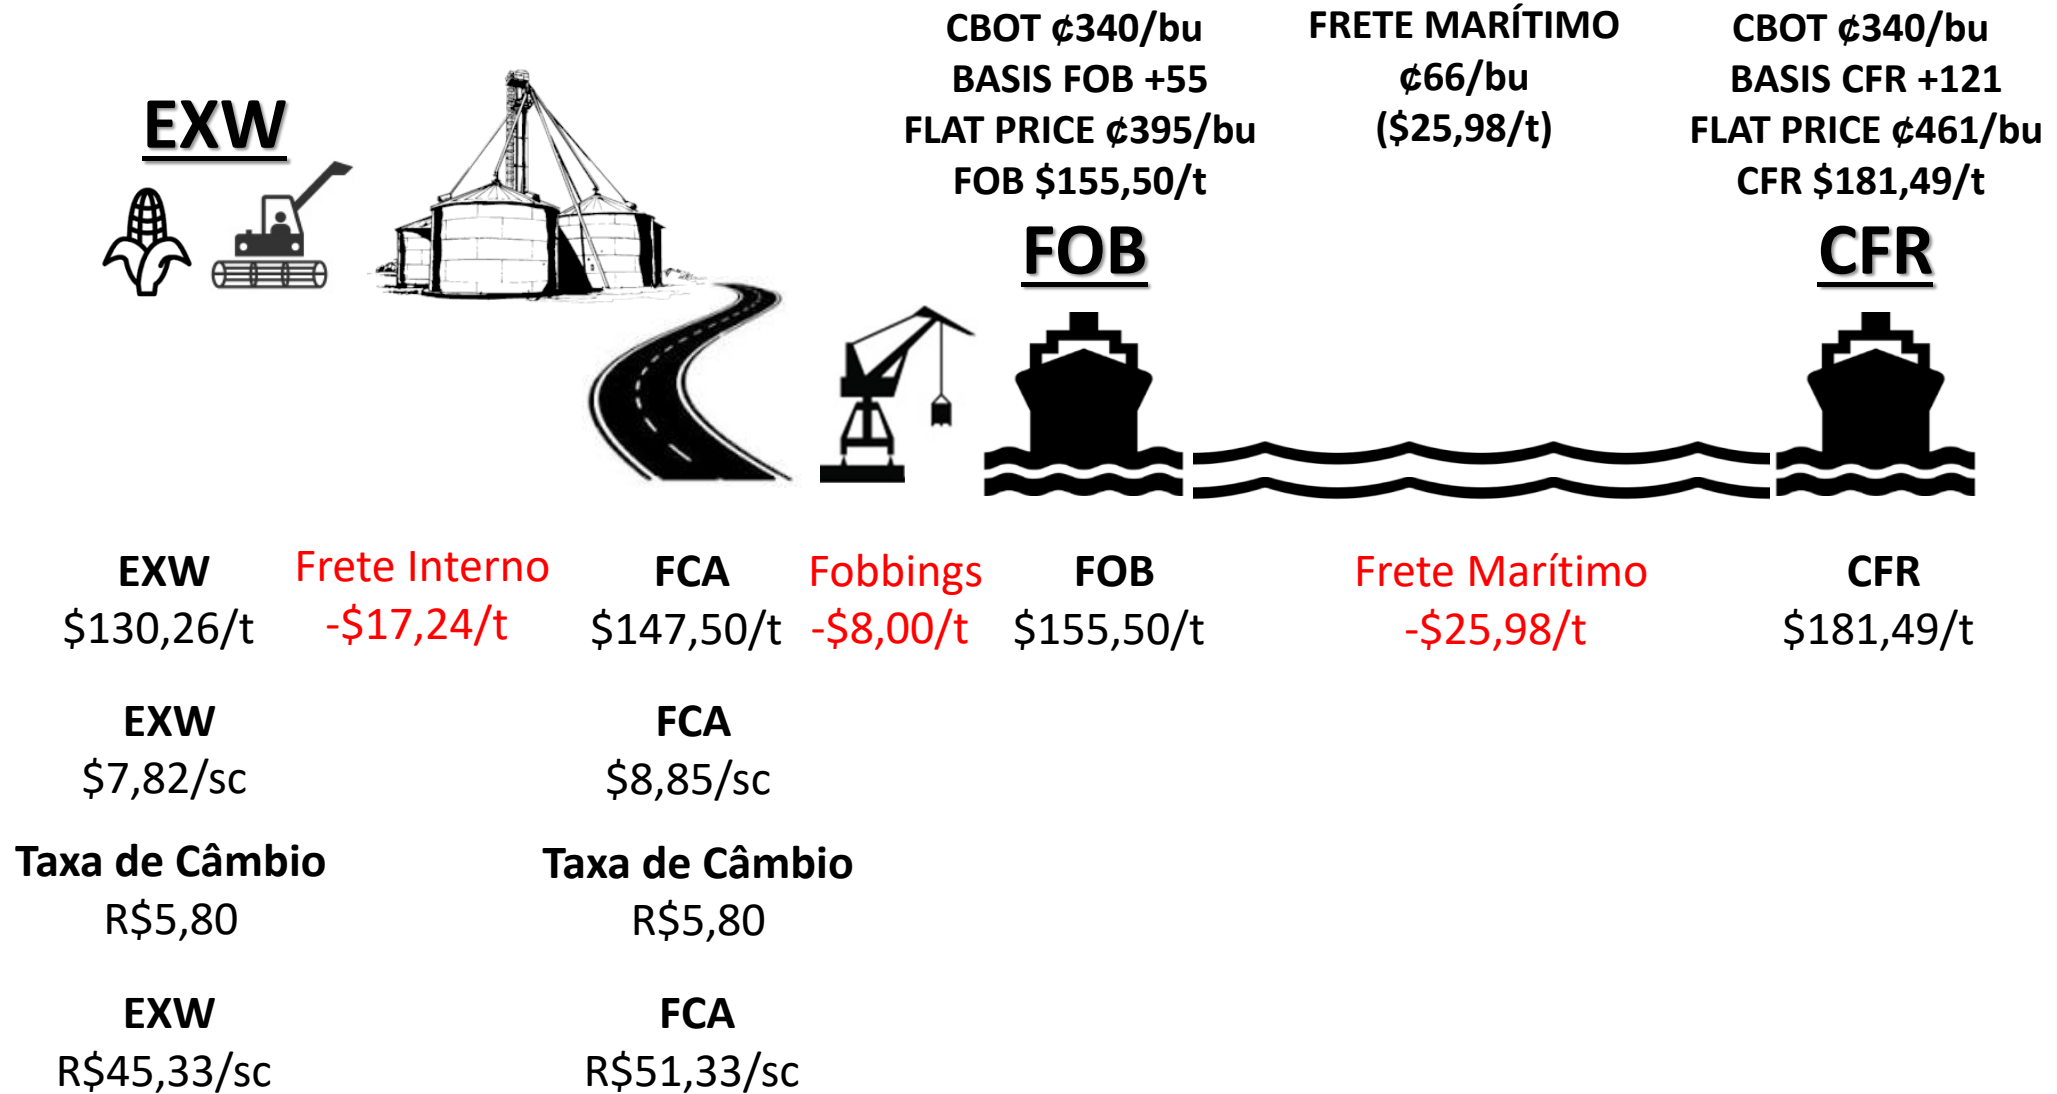 CBOT ¢340/bu
BASIS FOB +55
FLAT PRICE ¢395/bu
FOB $155,50/t
FOB
FRETE MARÍTIMO
¢66/bu
($25,98/t)
CBOT ¢340/bu
BASIS CFR +121
FLAT PRICE ¢461/bu
CFR $181,49/t
CFR
EXW
EXW
$130,26/t
Frete Interno
-$17,24/t
FCA
$147,50/t
Fobbings
-$8,00/t
FOB
$155,50/t
Frete Marítimo
-$25,98/t
CFR
$181,49/t
EXW
$7,82/sc
FCA
$8,85/sc
Taxa de Câmbio
R$5,80
Taxa de Câmbio
R$5,80
EXW
R$45,33/sc
FCA
R$51,33/sc